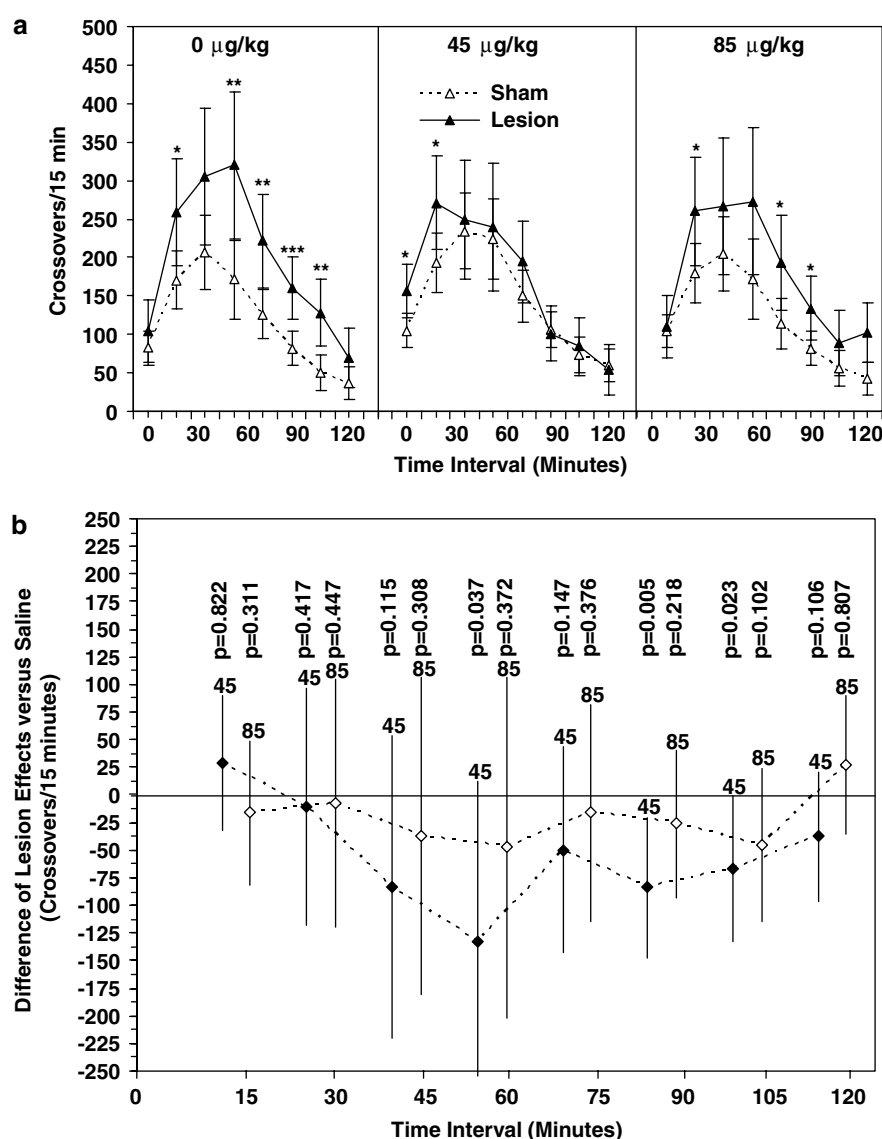 a
0 µg/kg
45 µg/kg
85 µg/kg
Sham
Lesion
Crossovers/15 min
500
450
400
350
300
250
200
150
100
50
0
*
**
**
***
**
*
*
*
*
*
0 30 60 90 120
0 30 60 90 120
0 30 60 90 120
Time Interval (Minutes)
b
Difference of Lesion Effects versus Saline
(Crossovers/15 minutes)
250
225
200
175
150
125
100
75
50
25
0
-25
-50
-75
-100
-125
-150
-175
-200
-225
-250
p=0.822
p=0.311
p=0.417
p=0.447
p=0.115
p=0.308
p=0.037
p=0.372
p=0.147
p=0.376
p=0.005
p=0.218
p=0.023
p=0.102
p=0.106
p=0.807
45
85
45
85
45
85
45
85
45
85
45
85
45
85
45
85
0 15 30 45 60 75 90 105 120
Time Interval (Minutes)